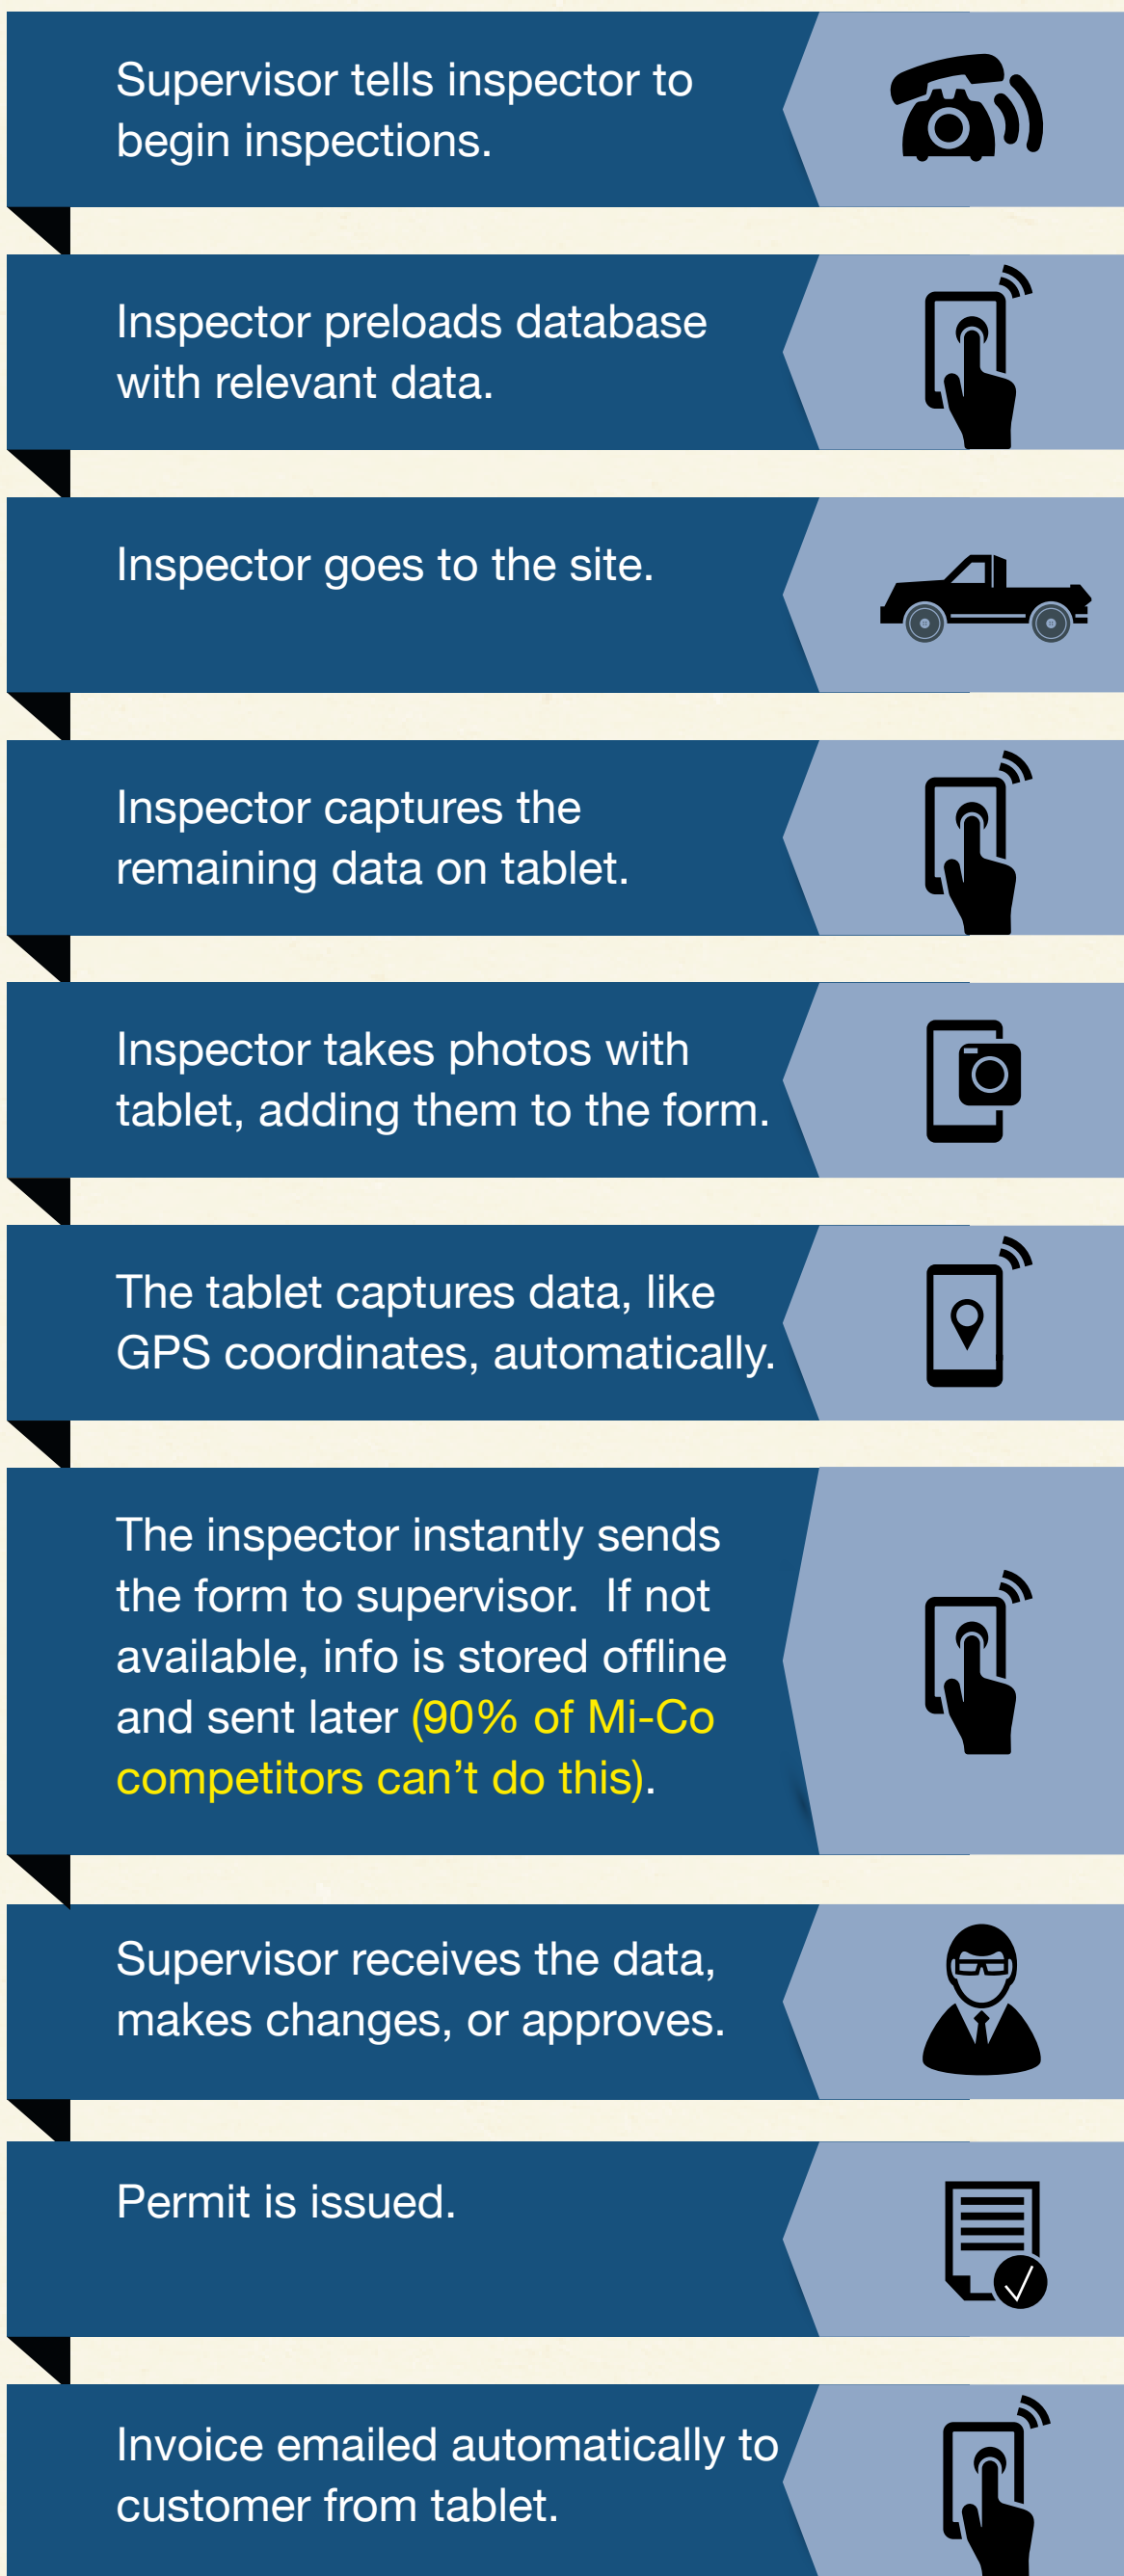 Supervisor tells inspector to
begin inspections.
Inspector preloads database
with relevant data.
Inspector goes to the site.
Inspector captures the
remaining data on tablet.
Inspector takes photos with
tablet, adding them to the form.
The tablet captures data, like
GPS coordinates, automatically.
The inspector instantly sends
the form to supervisor.  If not
available, info is stored offline
and sent later (90% of Mi-Co
competitors can’t do this).
Supervisor receives the data,
makes changes, or approves.
Permit is issued.
Invoice emailed automatically to
customer from tablet.